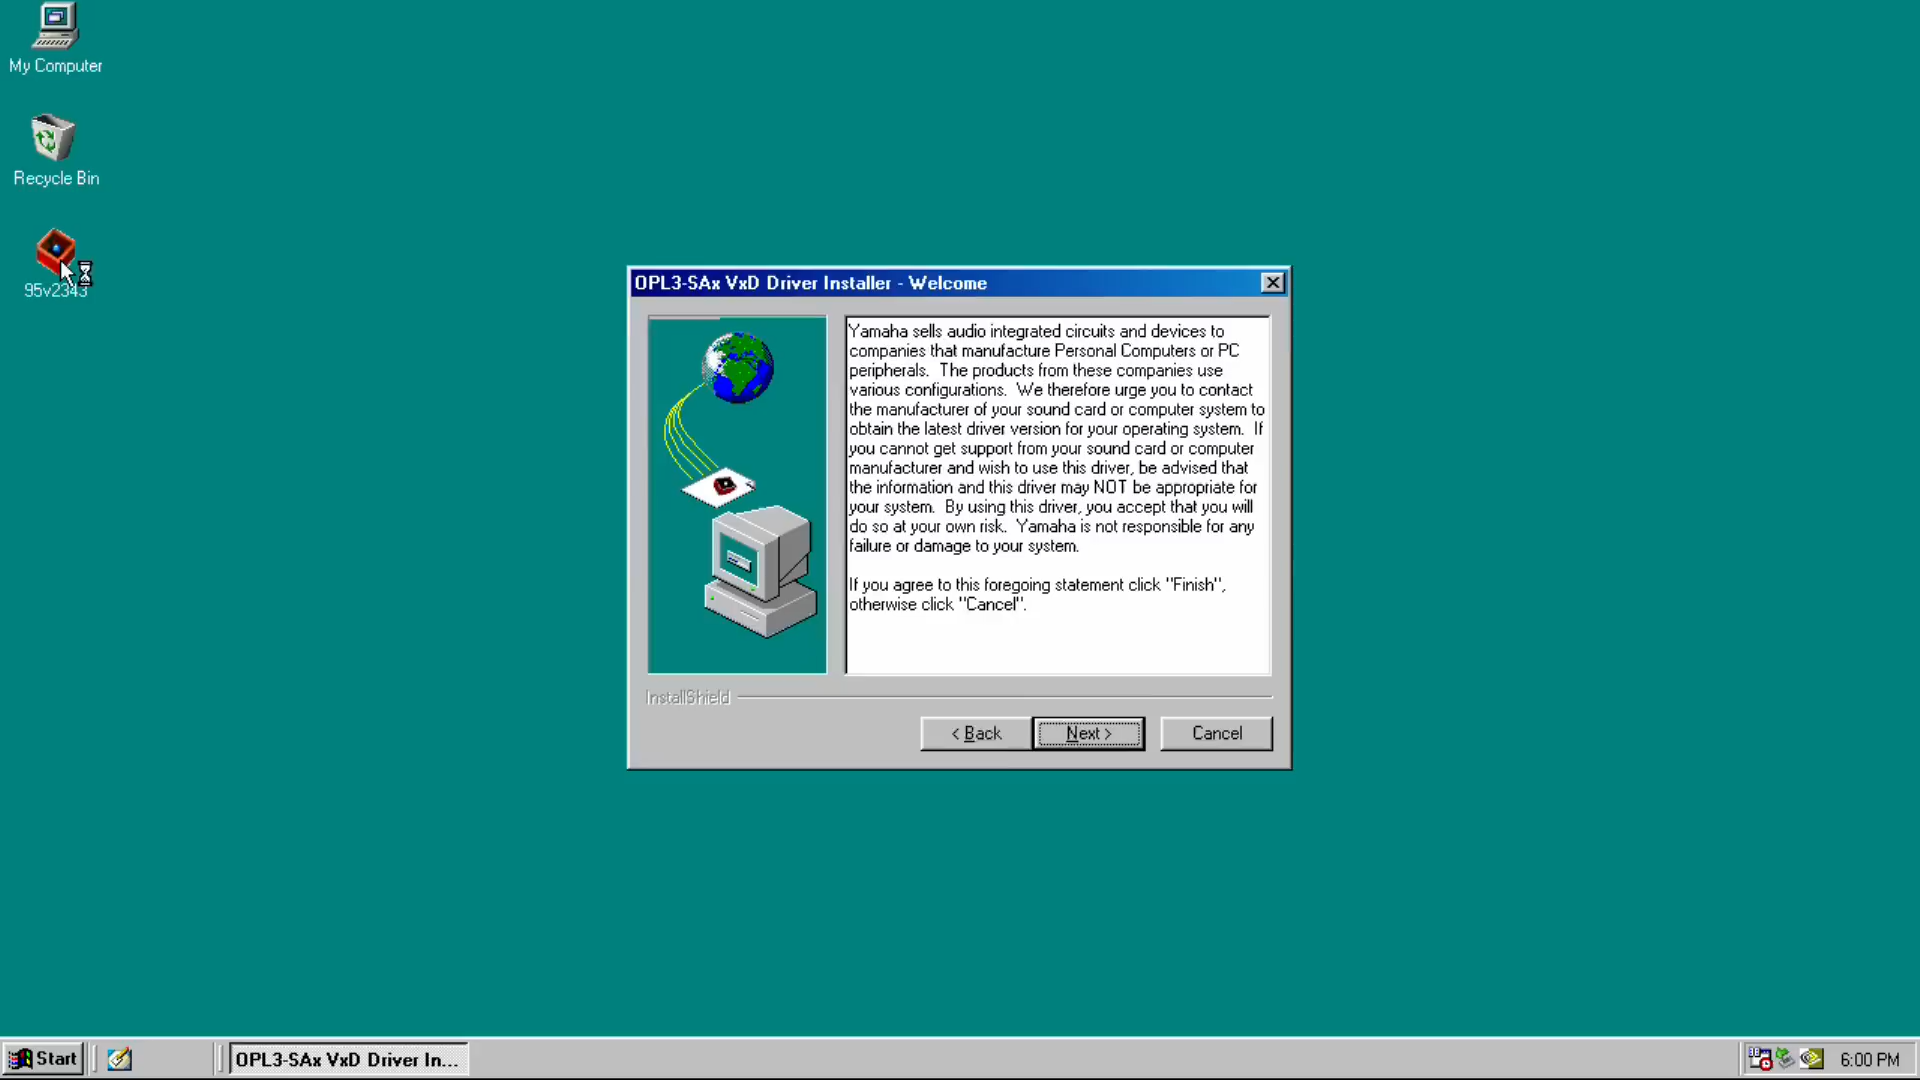 My Computer
Recycle Bin
95v2343
OPL3-SAx VxD Driver Installer - Welcome
Yamaha sells audio integrated circuits and devices to
companies that manufacture Personal Computers or PC
peripherals.  The products from these companies use
various configurations.  We therefore urge you to contact
the manufacturer of your sound card or computer system to
obtain the latest driver version for your operating system.  If
you cannot get support from your sound card or computer
manufacturer and wish to use this driver, be advised that
the information and this driver may NOT be appropriate for
your system.  By using this driver, you accept that you will
do so at your own risk.  Yamaha is not responsible for any
failure or damage to your system.
If you agree to this foregoing statement click "Finish",
otherwise click "Cancel".
InstallShield
< Back
Next >
Cancel
Start
OPL3-SAx VxD Driver In...
6:00 PM